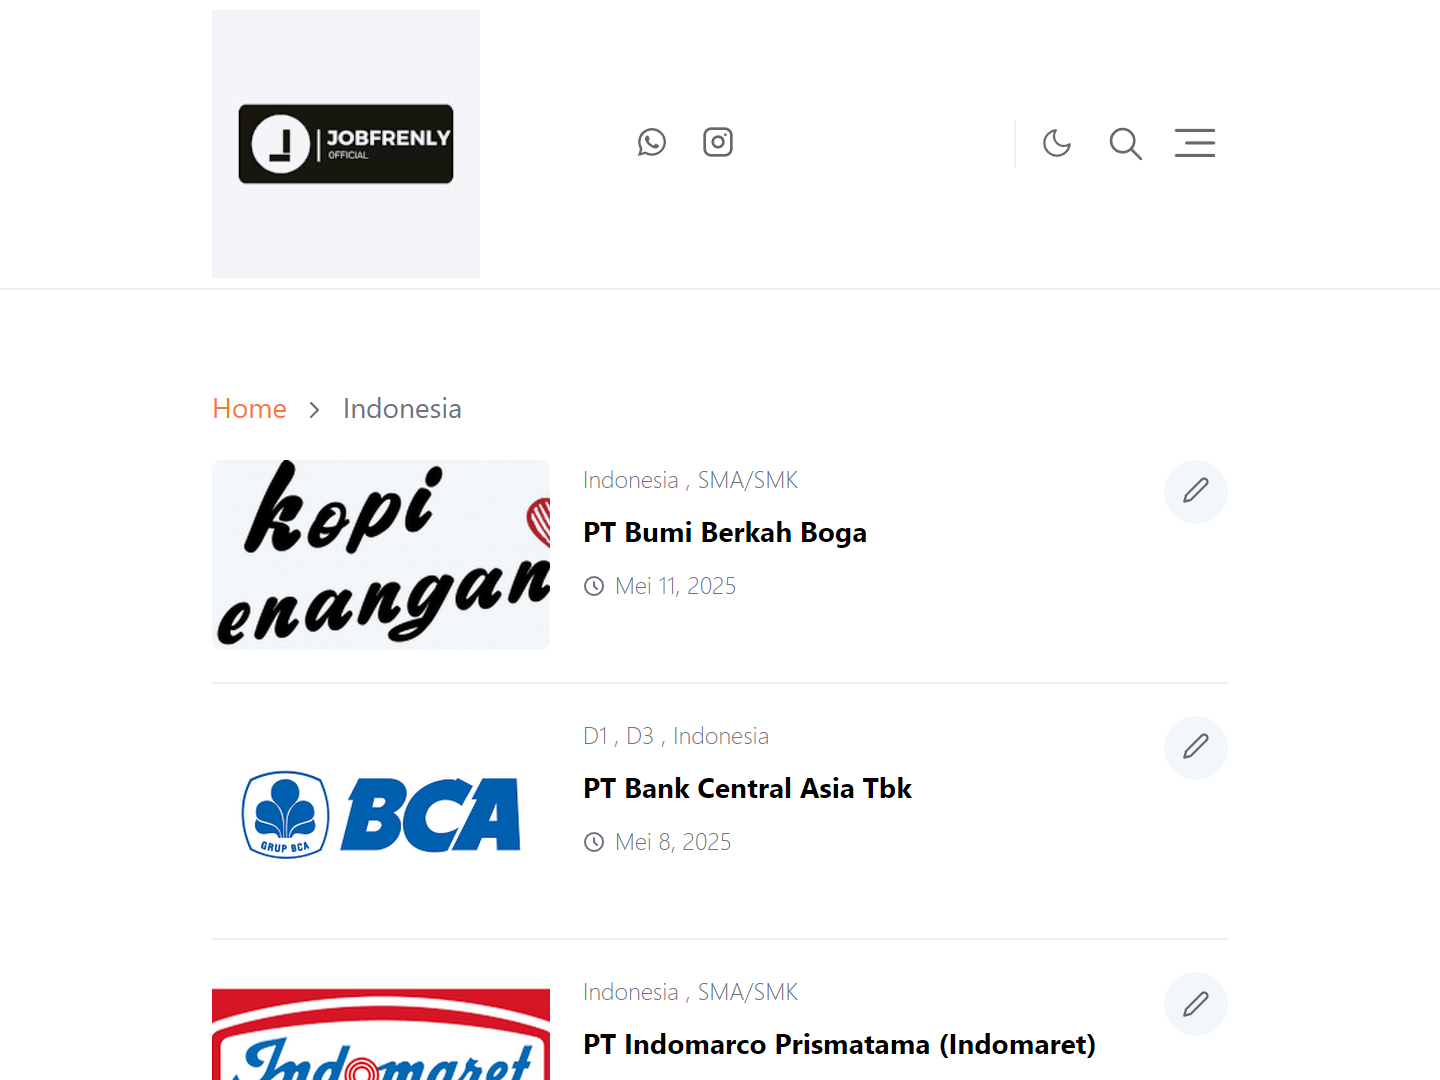 JOBFRENLY
OFFICIAL
Home > Indonesia
kopi
enangan
Indonesia , SMA/SMK
PT Bumi Berkah Boga
Mei 11, 2025
GRUP BCA
BCA
D1 , D3 , Indonesia
PT Bank Central Asia Tbk
Mei 8, 2025
Indomaret
Indonesia , SMA/SMK
PT Indomarco Prismatama (Indomaret)